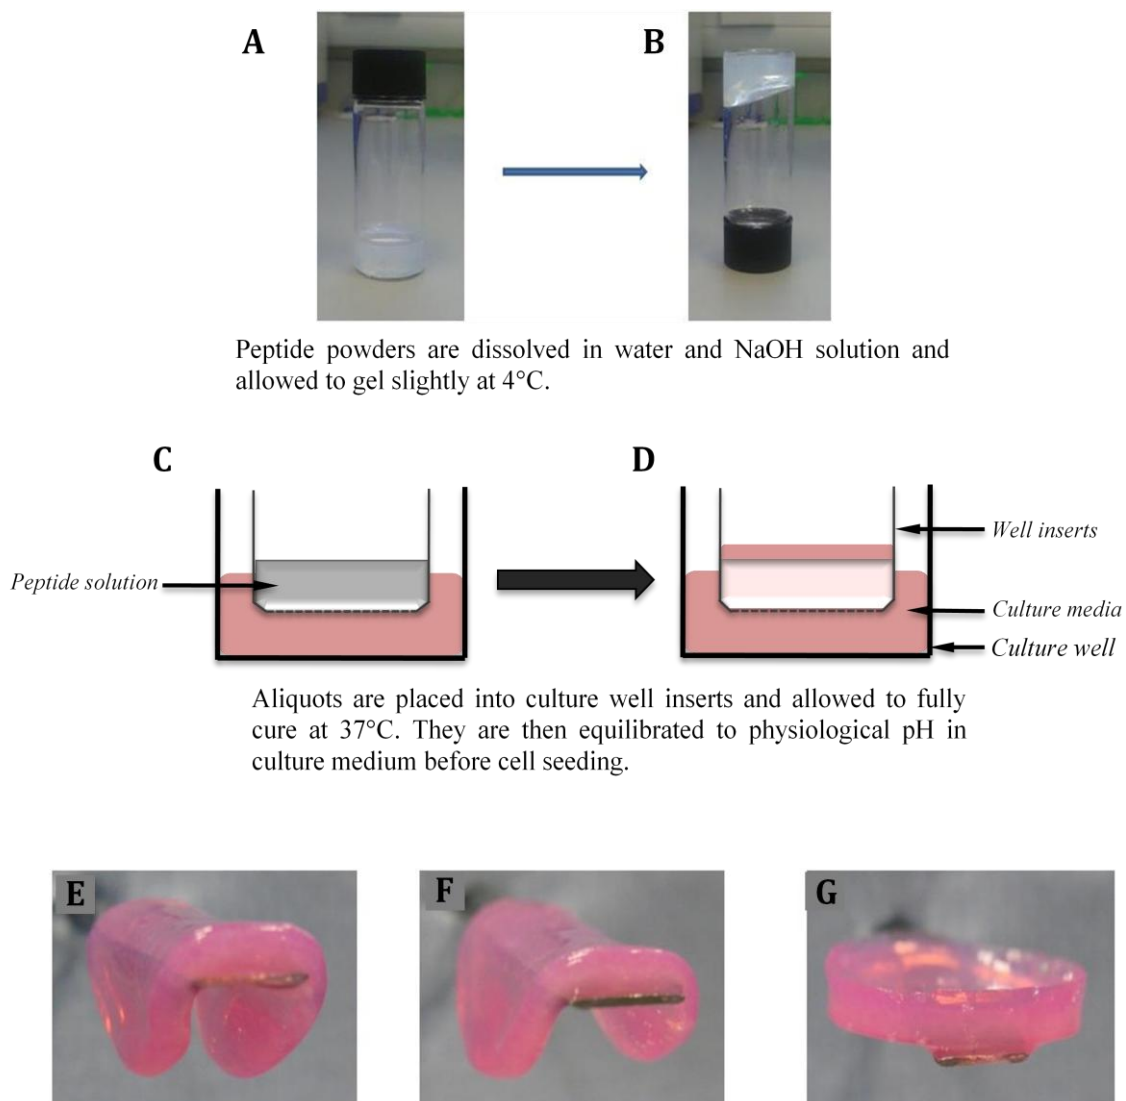 A
B
Peptide powders are dissolved in water and NaOH solution and
allowed to gel slightly at 4°C.
C
D
Well inserts
Peptide solution
Culture media
Culture well
Aliquots are placed into culture well inserts and allowed to fully
cure at 37°C. They are then equilibrated to physiological pH in
culture medium before cell seeding.
E
F
G